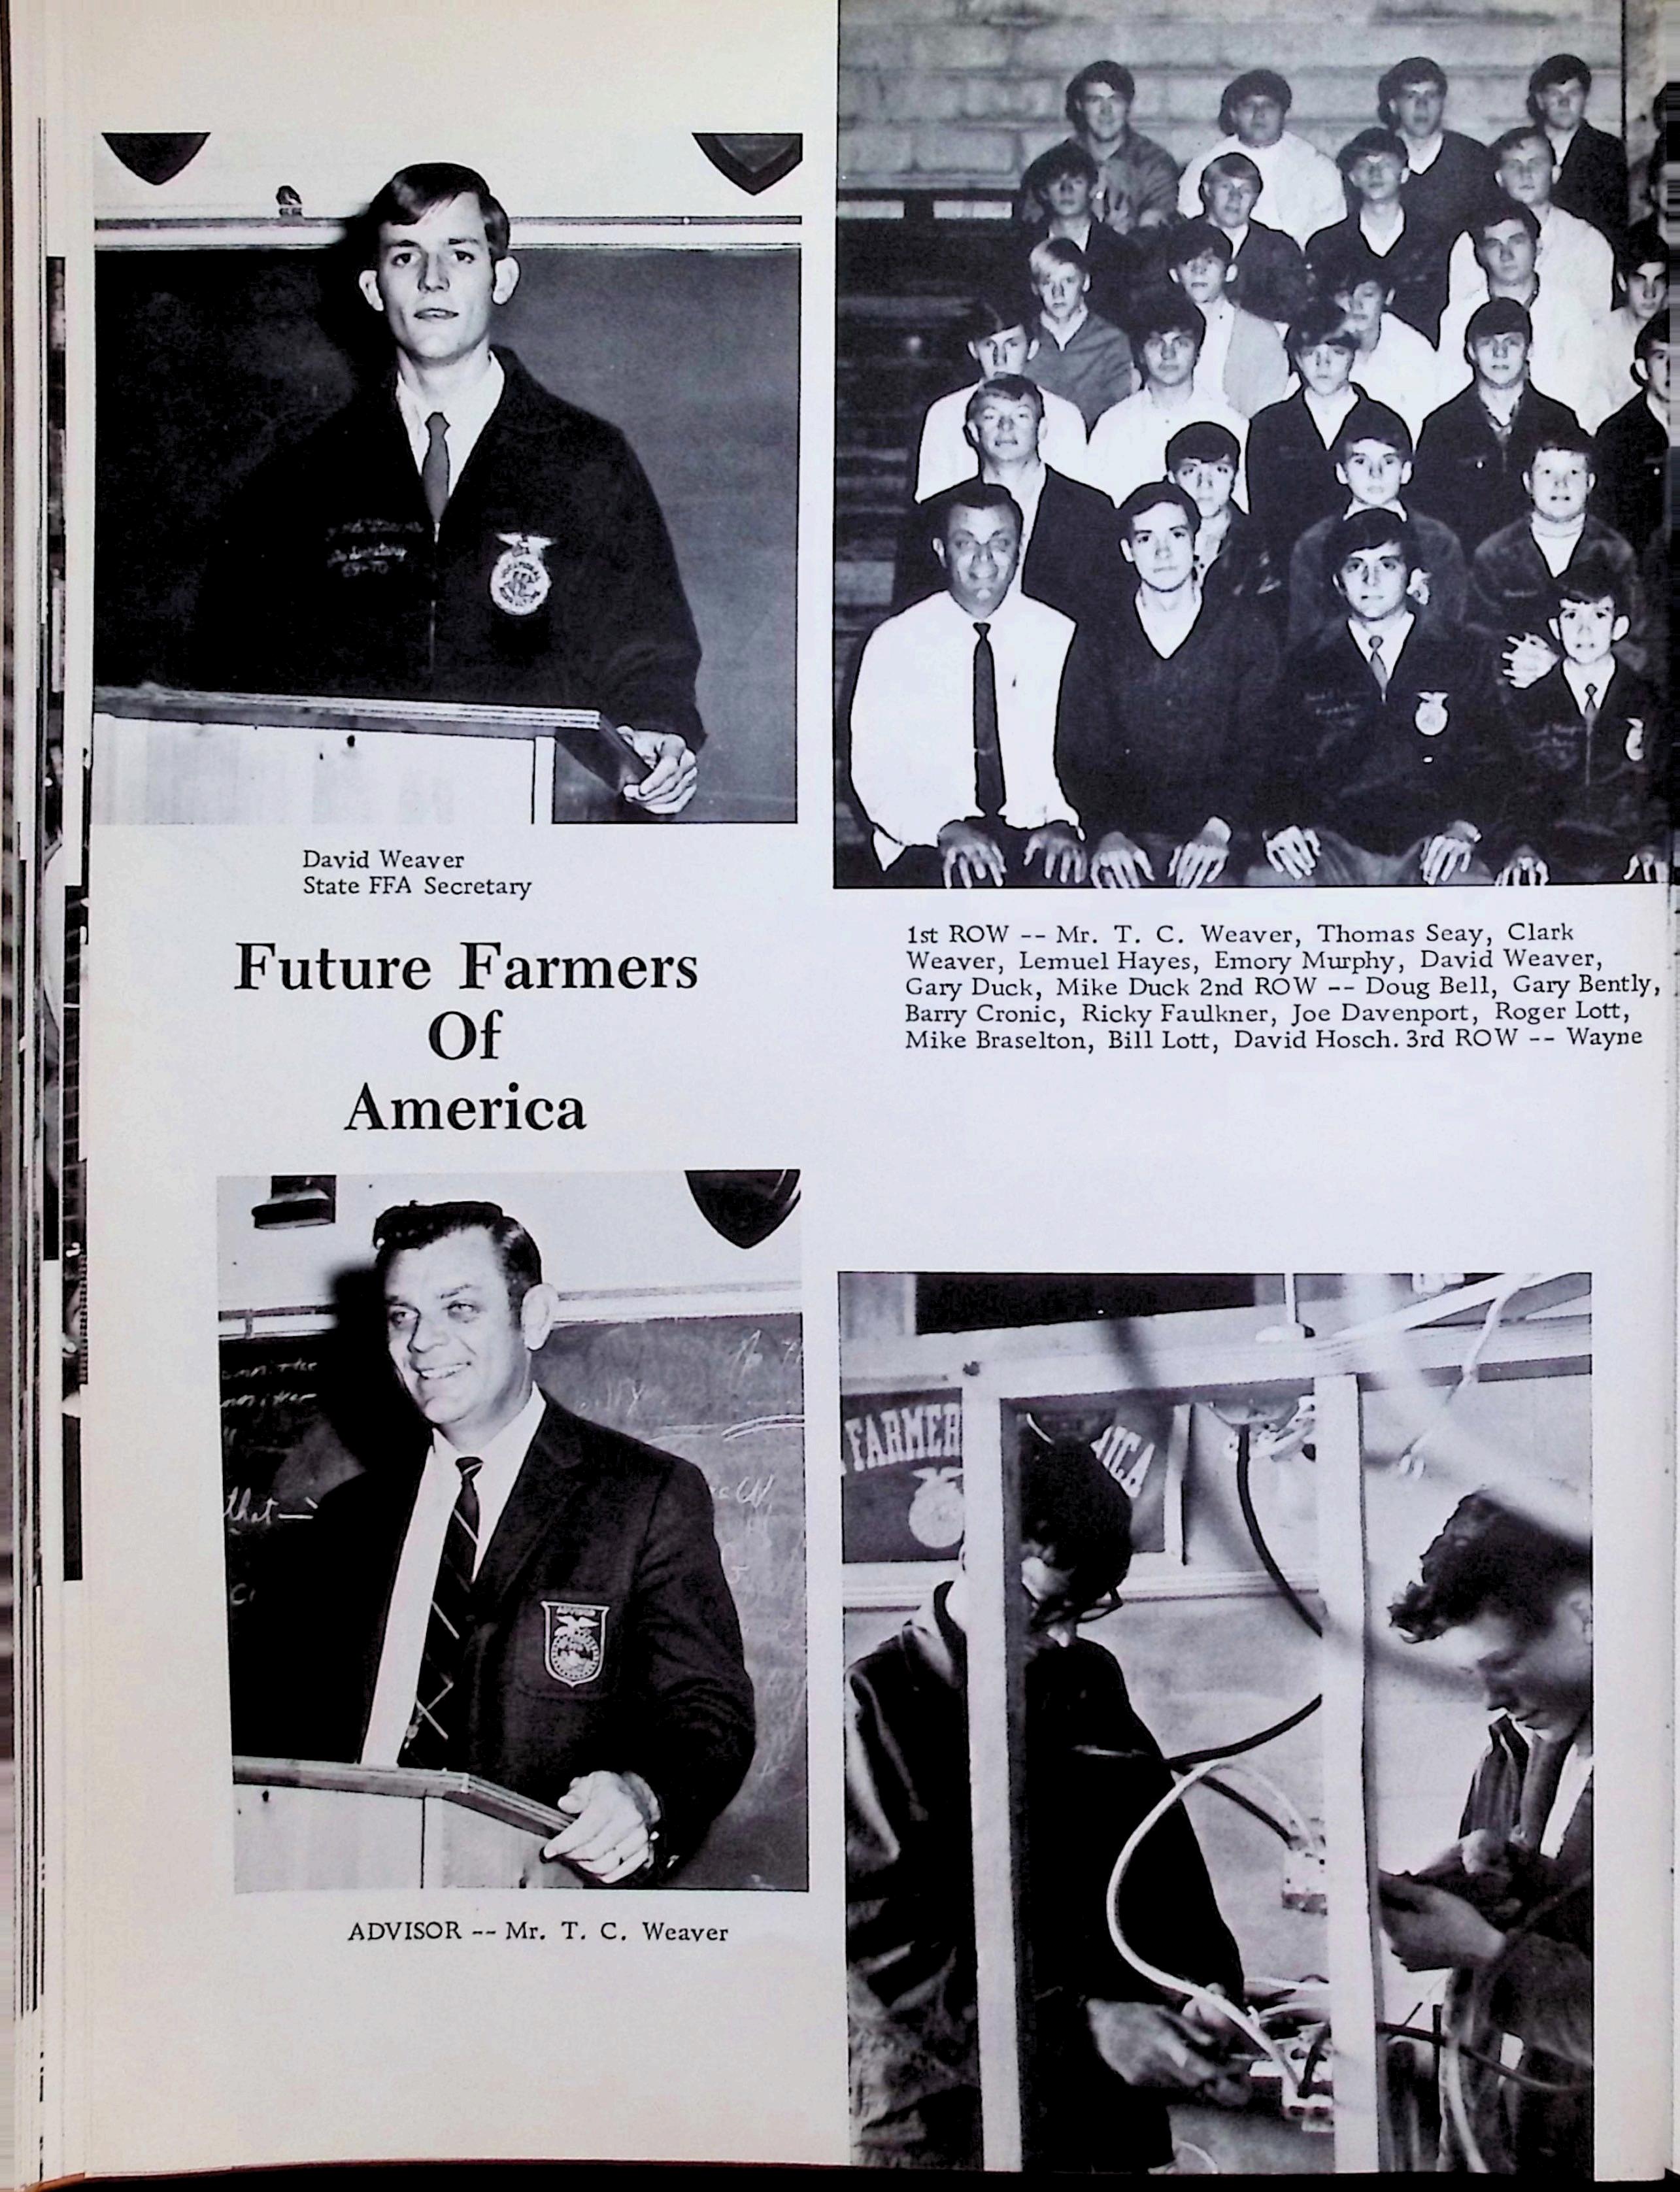 David Weaver
State FFA Secretary
Future Farmers
Of
America
1st ROW -- Mr. T. C. Weaver, Thomas Seay, Clark
Weaver, Lemuel Hayes, Emory Murphy, David Weaver,
Gary Duck, Mike Duck 2nd ROW -- Doug Bell, Gary Bently,
Barry Cronic, Ricky Faulkner, Joe Davenport, Roger Lott,
Mike Braselton, Bill Lott, David Hosch. 3rd ROW -- Wayne
that
FARMER
ADVISOR -- Mr. T. C. Weaver